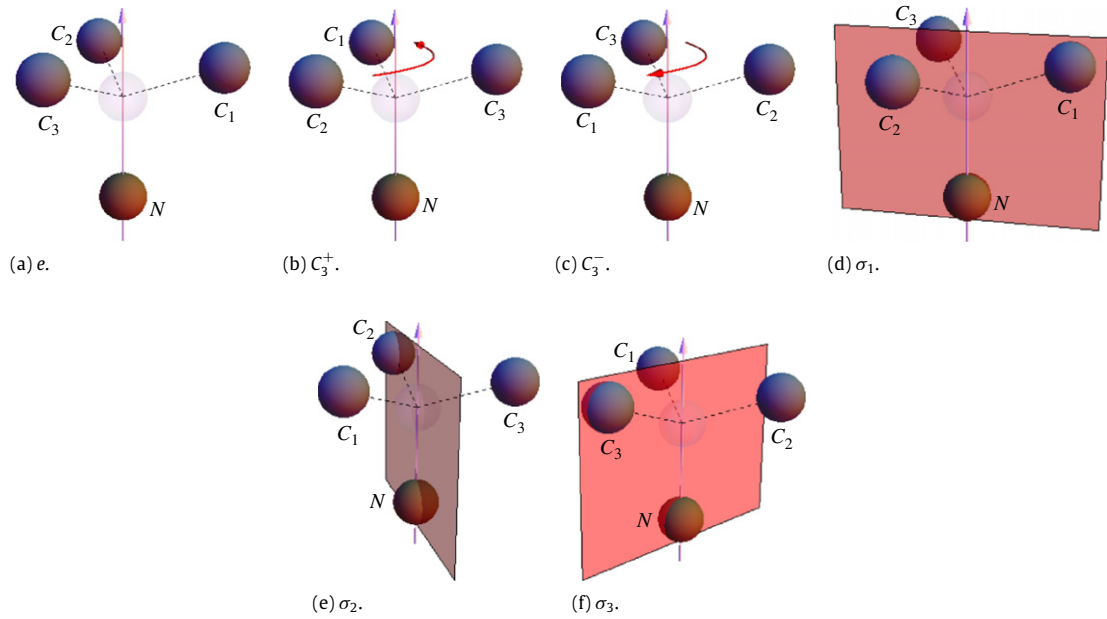 C₂
C₃
C₁
N
(a) e.
C₁
C₂
C₃
N
(b) C₃⁺.
C₃
C₁
C₂
N
(c) C₃⁻.
C₃
C₂
C₁
N
(d) σ₁.
C₂
C₁
C₃
N
(e) σ₂.
C₁
C₃
C₂
N
(f) σ₃.